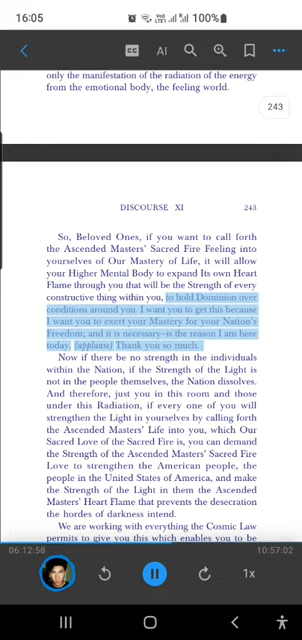 16:05
100%
CC
AI
only the manifestation of the radiation of the energy
from the emotional body, the feeling world.
243
DISCOURSE XI 243
So, Beloved Ones, if you want to call forth
the Ascended Masters' Sacred Fire Feeling into
yourselves of Our Mastery of Life, it will allow
your Higher Mental Body to expand Its own Heart
Flame through you that will be the Strength of every
constructive thing within you, to hold Dominion over
conditions around you. I want you to get this because
I want you to exert your Mastery for your Nation's
Freedom; and it is necessary–is the reason I am here
today. (applause) Thank you so much.
Now if there be no strength in the individuals
within the Nation, if the Strength of the Light is
not in the people themselves, the Nation dissolves.
And therefore, just you in this room and those
under this Radiation, if every one of you will
strengthen the Light in yourselves by calling forth
the Ascended Masters' Life into you, which Our
Sacred Love of the Sacred Fire is, you can demand
the Strength of the Ascended Masters' Sacred Fire
Love to strengthen the American people, the
people in the United States of America, and make
the Strength of the Light in them the Ascended
Masters' Heart Flame that prevents the desecration
the hordes of darkness intend.
We are working with everything the Cosmic Law
permits to give you this which enables you to be
06:12:58 10:57:02
1x